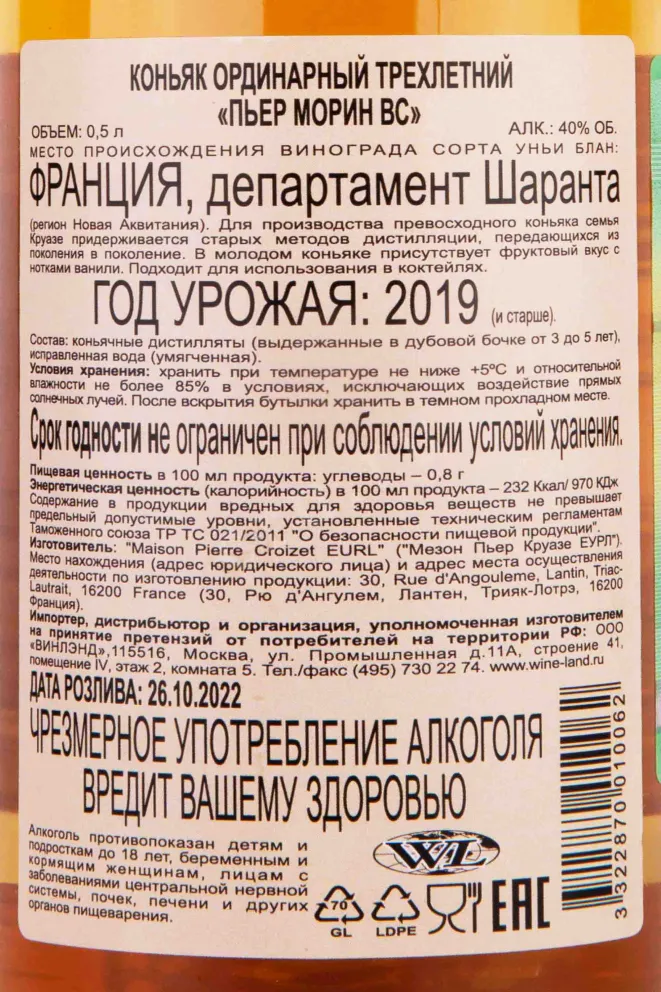 КОНЬЯК ОРДИНАРНЫЙ ТРЕХЛЕТНИЙ
«ПЬЕР МОРИН ВС»
ОБЪЕМ: 0,5 л АЛК.: 40% ОБ.
МЕСТО ПРОИСХОЖДЕНИЯ ВИНОГРАДА СОРТА УНЬИ БЛАН:
ФРАНЦИЯ, департамент Шаранта
(регион Новая Аквитания). Для производства превосходного коньяка семья
Круазе придерживается старых методов дистилляции, передающихся из
поколения в поколение. В молодом коньяке присутствует фруктовый вкус с
нотками ванили. Подходит для использования в коктейлях.
ГОД УРОЖАЯ: 2019 (и старше).
Состав: коньячные дистилляты (выдержанные в дубовой бочке от 3 до 5 лет),
исправленная вода (умягченная).
Условия хранения: хранить при температуре не ниже +5ºС и относительной
влажности не более 85% в условиях, исключающих воздействие прямых
солнечных лучей. После вскрытия бутылки хранить в темном прохладном месте.
Срок годности не ограничен при соблюдении условий хранения.
Пищевая ценность в 100 мл продукта: углеводы – 0,8 г
Энергетическая ценность (калорийность) в 100 мл продукта – 232 Ккал/ 970 КДж
Содержание в продукции вредных для здоровья веществ не превышает
предельный допустимые уровни, установленные техническим регламентам
Таможенного союза ТР ТС 021/2011 "О безопасности пищевой продукции".
Изготовитель: "Maison Pierre Croizet EURL" ("Мезон Пьер Круазе ЕУРЛ").
Место нахождения (адрес юридического лица) и адрес места осуществления
деятельности по изготовлению продукции: 30, Rue d'Angouleme, Lantin, Triac-
Lautrait, 16200 France (30, Рю д'Ангулем, Лантен, Трияк-Лотрэ, 16200
Франция).
Импортер, дистрибьютор и организация, уполномоченная изготовителем
на принятие претензий от потребителей на территории РФ: ООО
«ВИНЛЭНД»,115516, Москва, ул. Промышленная д.11А, строение 41,
помещение IV, этаж 2, комната 5. Тел./факс (495) 730 22 74. www.wine-land.ru
ДАТА РОЗЛИВА: 26.10.2022
ЧРЕЗМЕРНОЕ УПОТРЕБЛЕНИЕ АЛКОГОЛЯ
ВРЕДИТ ВАШЕМУ ЗДОРОВЬЮ
Алкоголь противопоказан детям и
подросткам до 18 лет, беременным и
кормящим женщинам, лицам с
заболеваниями центральной нервной
системы, почек, печени и других
органов пищеварения.
WL
70
GL
LDPE
EAC
3 322870 010062